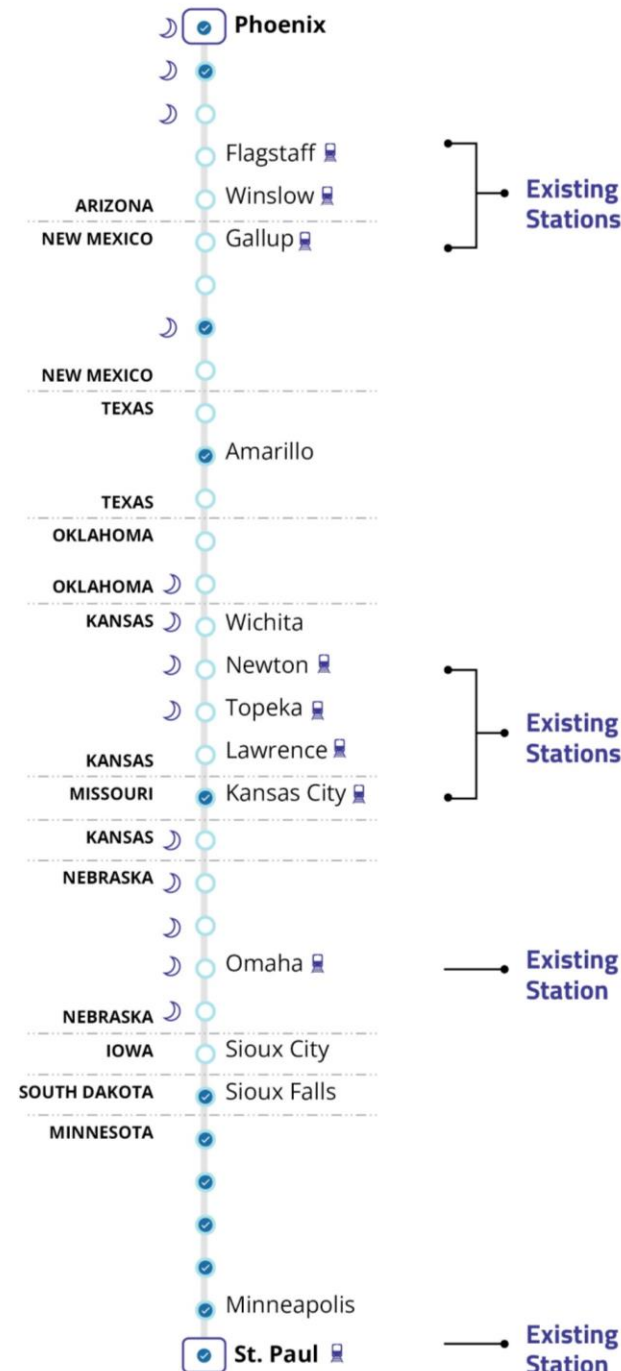 Phoenix
Flagstaff
Existing
Stations
Winslow
ARIZONA
NEW MEXICO
Gallup
NEW MEXICO
TEXAS
Amarillo
TEXAS
OKLAHOMA
OKLAHOMA
KANSAS
Wichita
Newton
Topeka
Existing
Stations
Lawrence
KANSAS
MISSOURI
Kansas City
KANSAS
NEBRASKA
Omaha
Existing
Station
NEBRASKA
IOWA
Sioux City
SOUTH DAKOTA
Sioux Falls
MINNESOTA
Minneapolis
St. Paul
Existing
Station